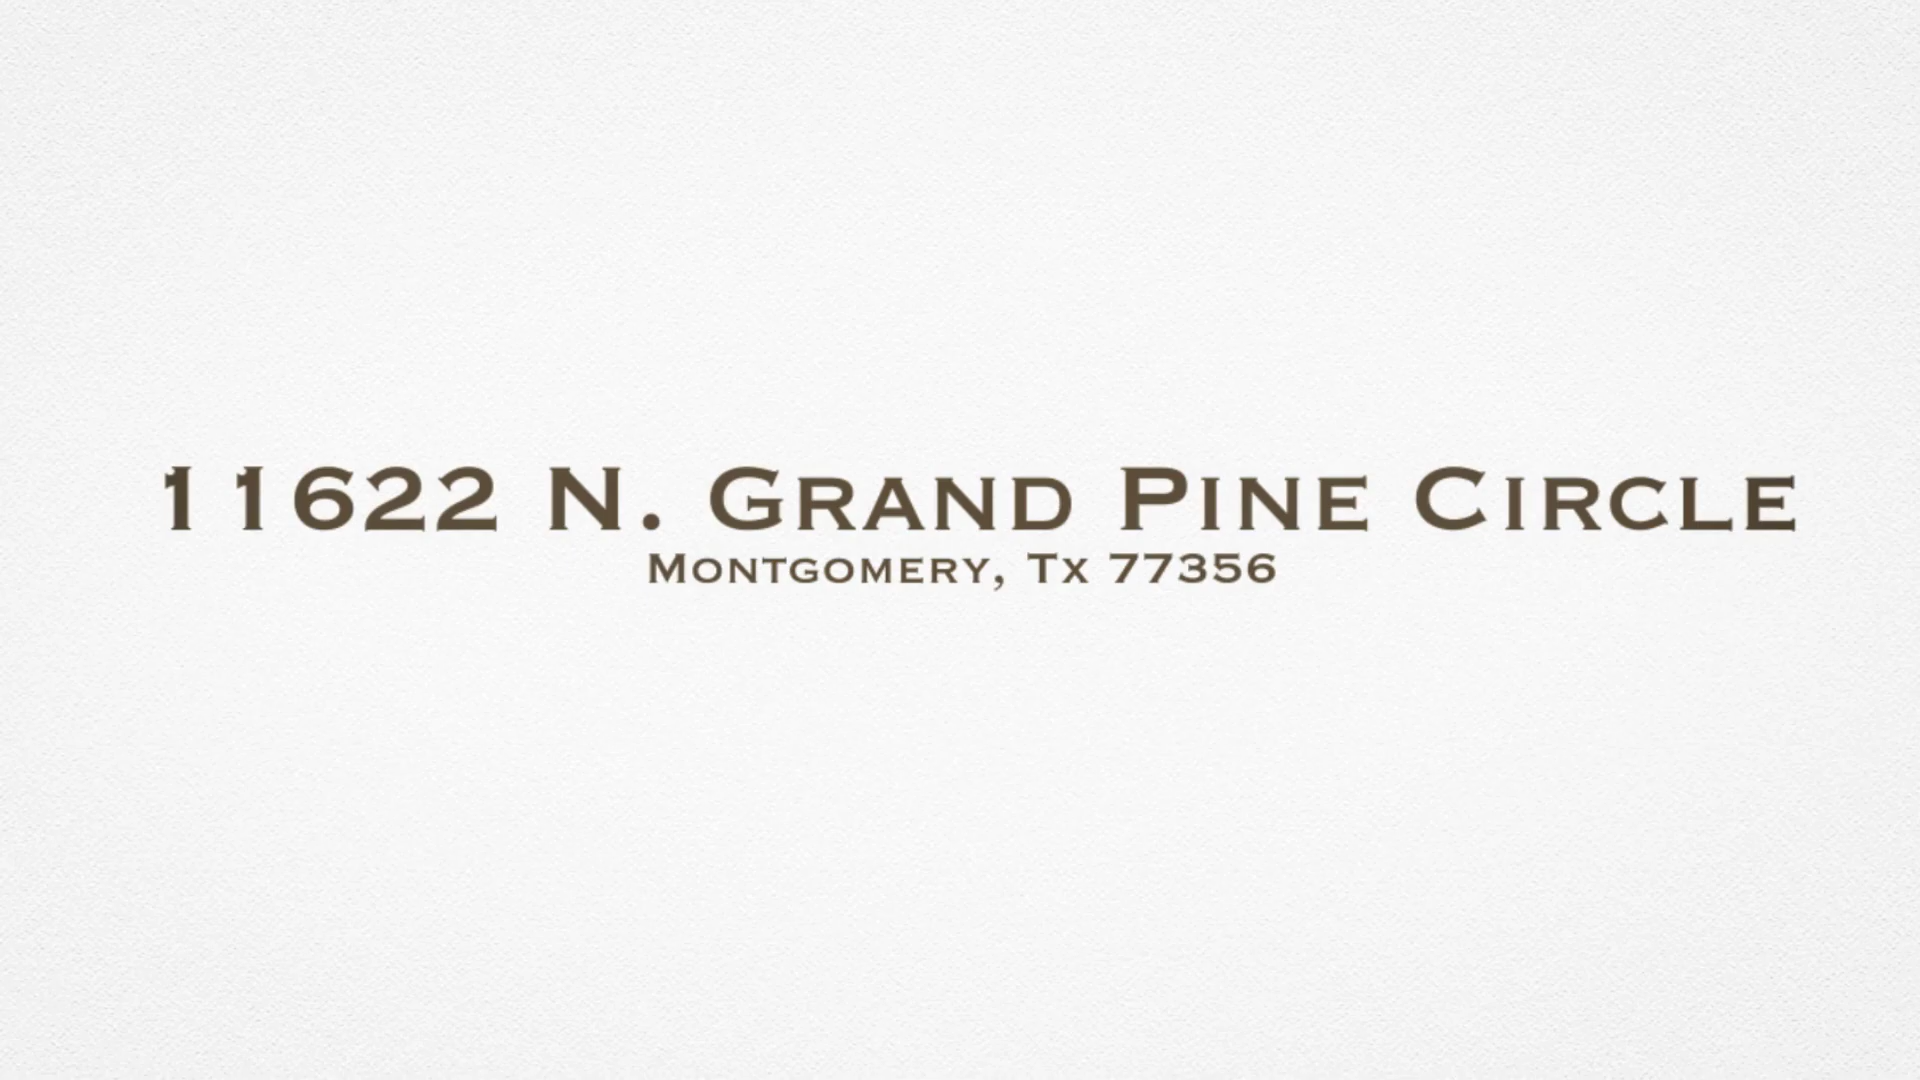 11622 N. Grand Pine Circle
Montgomery, Tx 77356